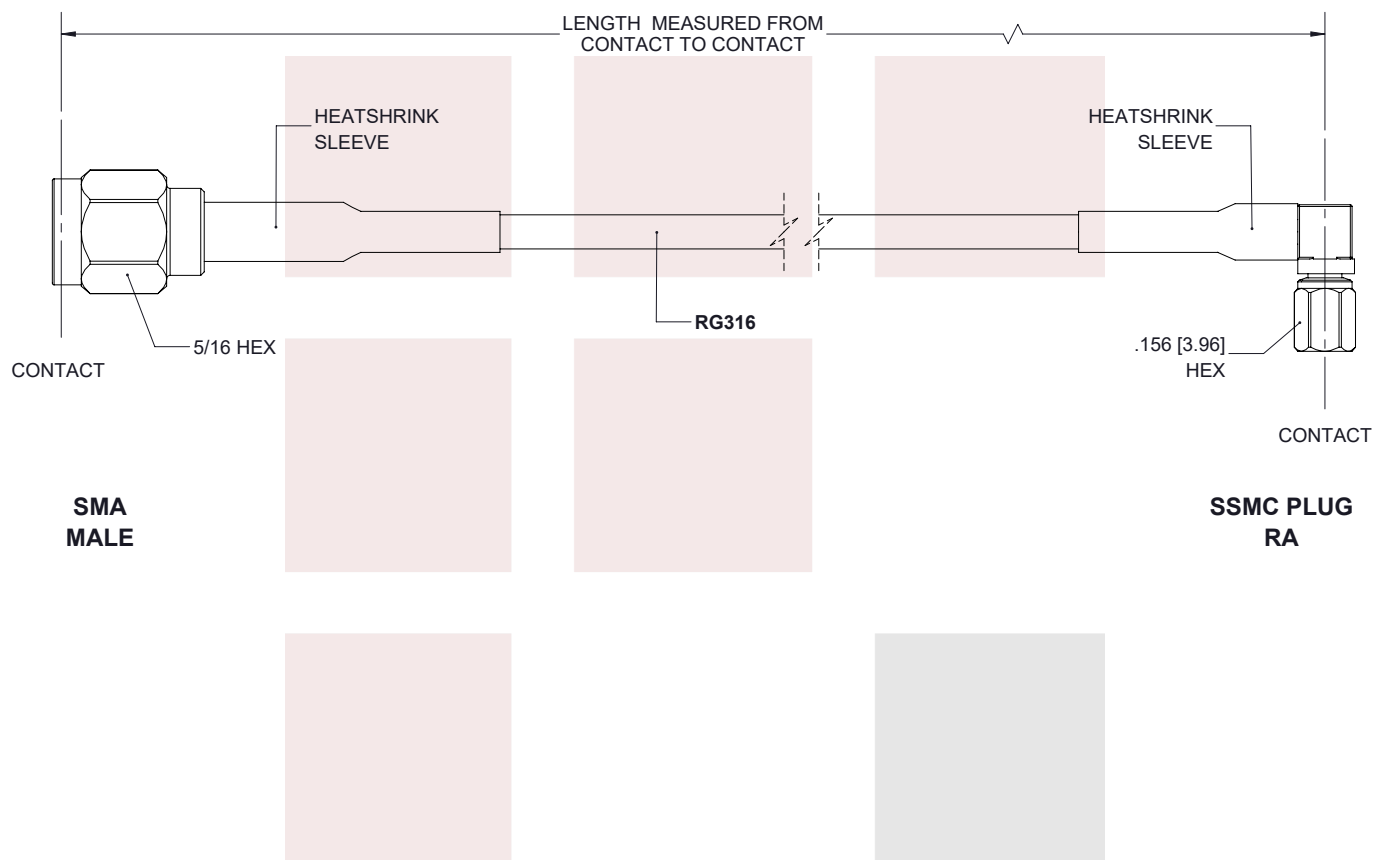 LENGTH MEASURED FROM
CONTACT TO CONTACT
HEATSHRINK
SLEEVE
HEATSHRINK
SLEEVE
RG316
5/16 HEX
.156 [3.96]
HEX
CONTACT
CONTACT
SMA
MALE
SSMC PLUG
RA